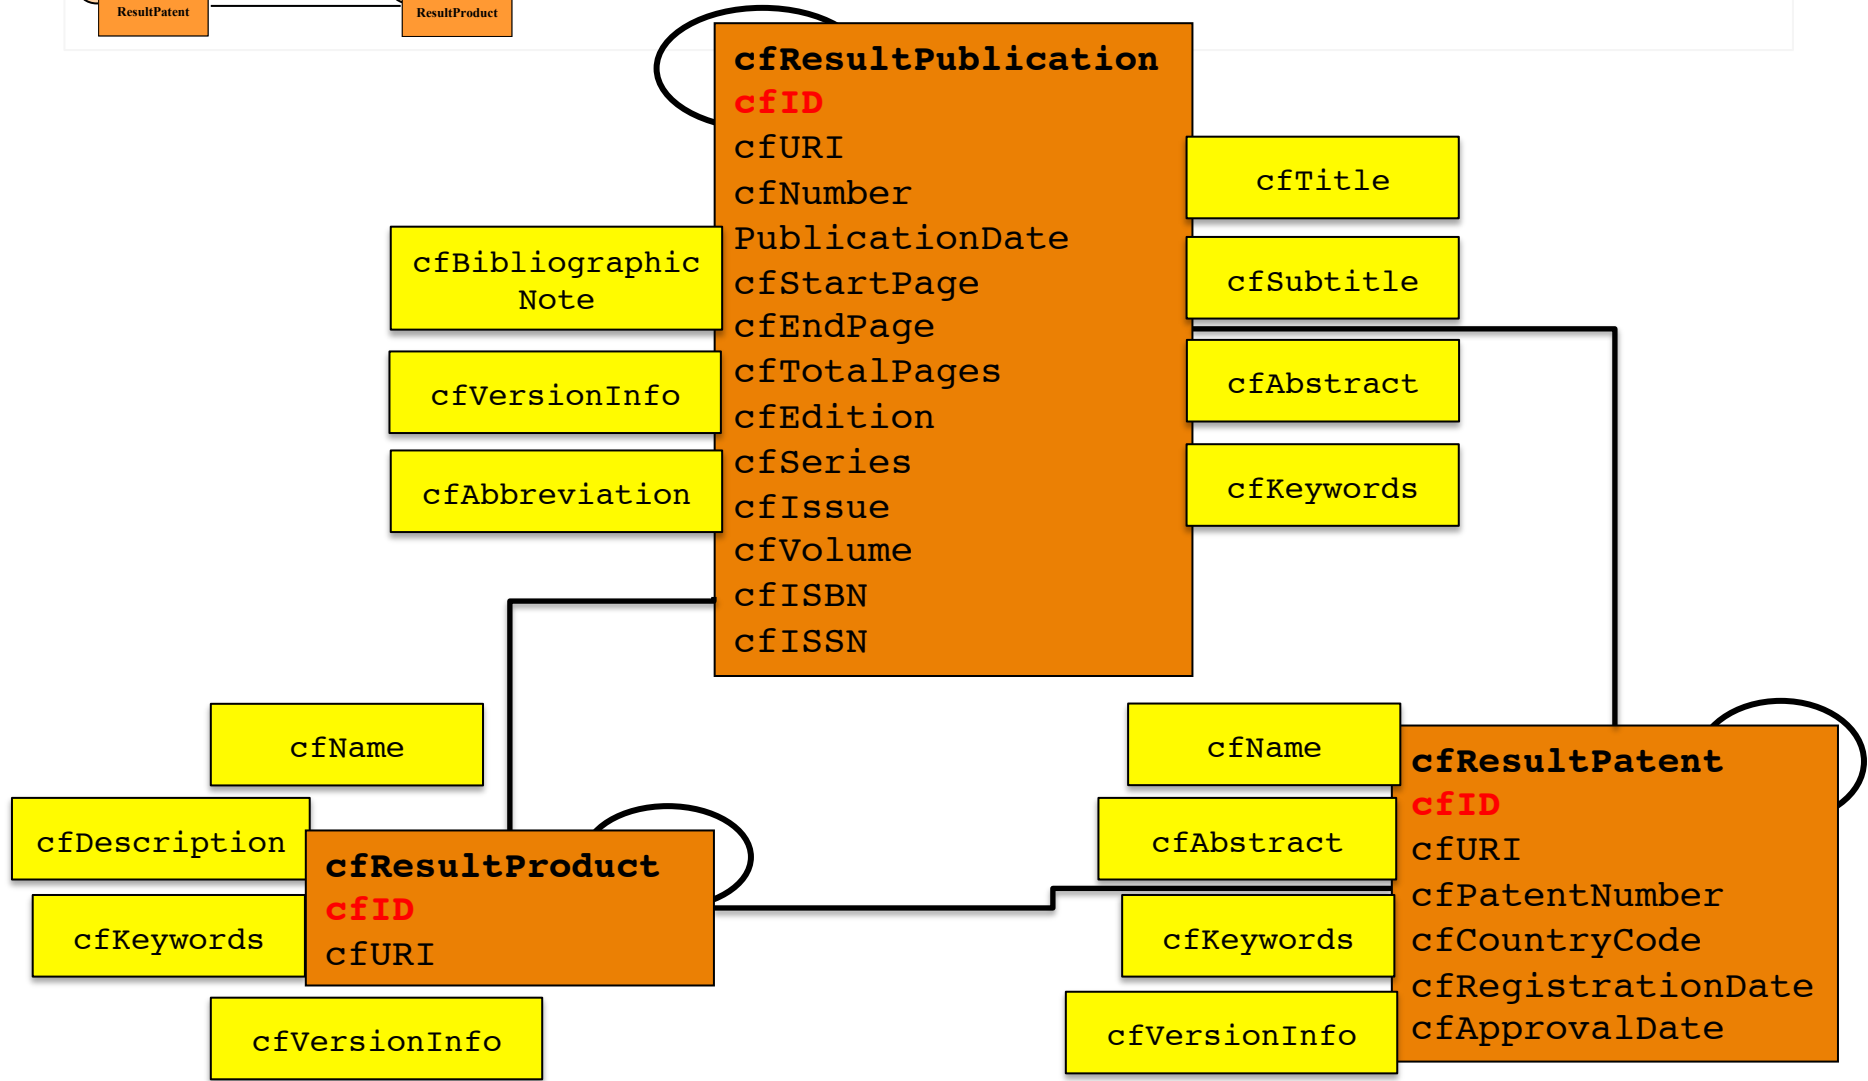 ResultPatent
ResultProduct
cfResultPublication
cfID
cfURI
cfNumber
PublicationDate
cfStartPage
cfEndPage
cfTotalPages
cfEdition
cfSeries
cfIssue
cfVolume
cfISBN
cfISSN
cfBibliographic
Note
cfVersionInfo
cfAbbreviation
cfTitle
cfSubtitle
cfAbstract
cfKeywords
cfName
cfDescription
cfKeywords
cfVersionInfo
cfResultProduct
cfID
cfURI
cfName
cfAbstract
cfKeywords
cfVersionInfo
cfResultPatent
cfID
cfURI
cfPatentNumber
cfCountryCode
cfRegistrationDate
cfApprovalDate